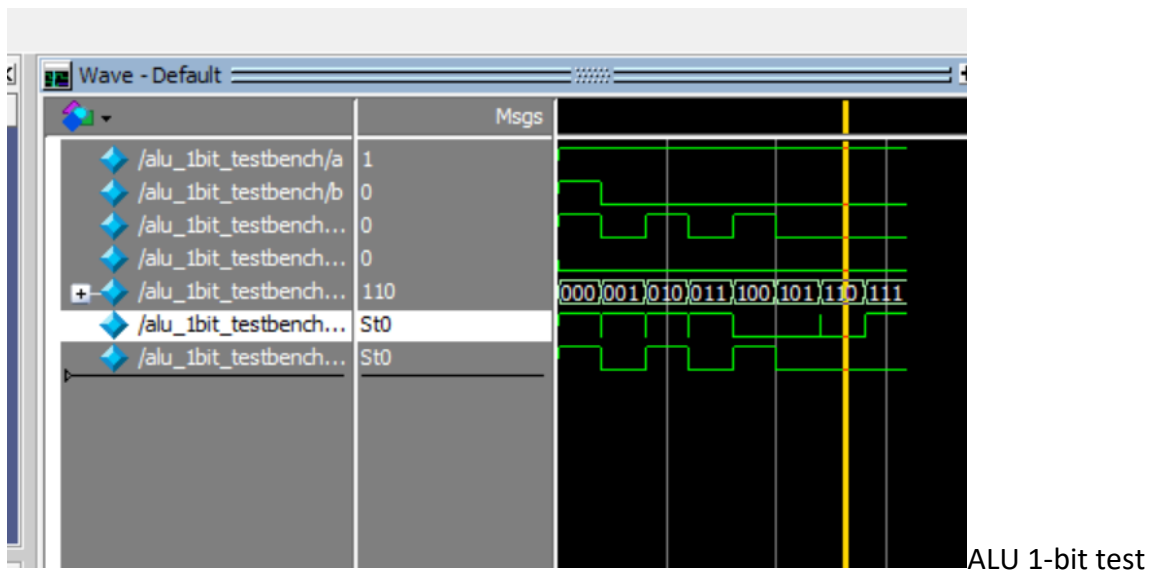 Wave - Default
Msgs
/alu_1bit_testbench/a 1
/alu_1bit_testbench/b 0
/alu_1bit_testbench... 0
/alu_1bit_testbench... 0
/alu_1bit_testbench... 110 000 001 010 011 100 101 110 111
/alu_1bit_testbench... St0
/alu_1bit_testbench... St0
ALU 1-bit test